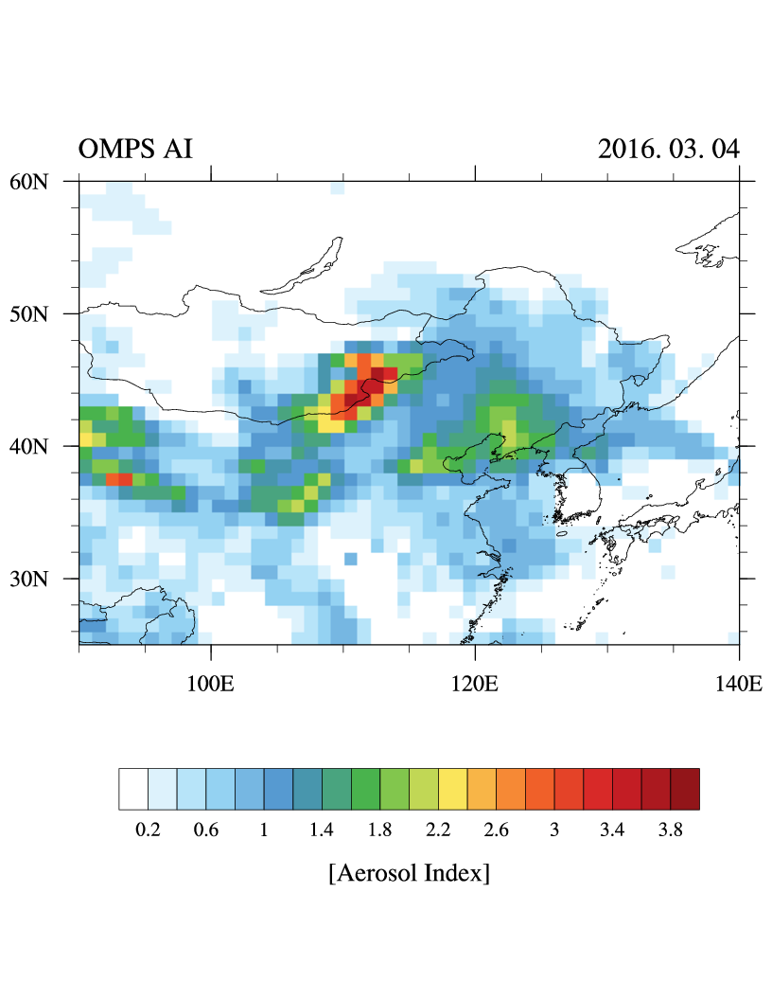 OMPS AI 2016. 03. 04
60N
50N
40N
30N
100E 120E 140E
0.2 0.6 1 1.4 1.8 2.2 2.6 3 3.4 3.8
[Aerosol Index]